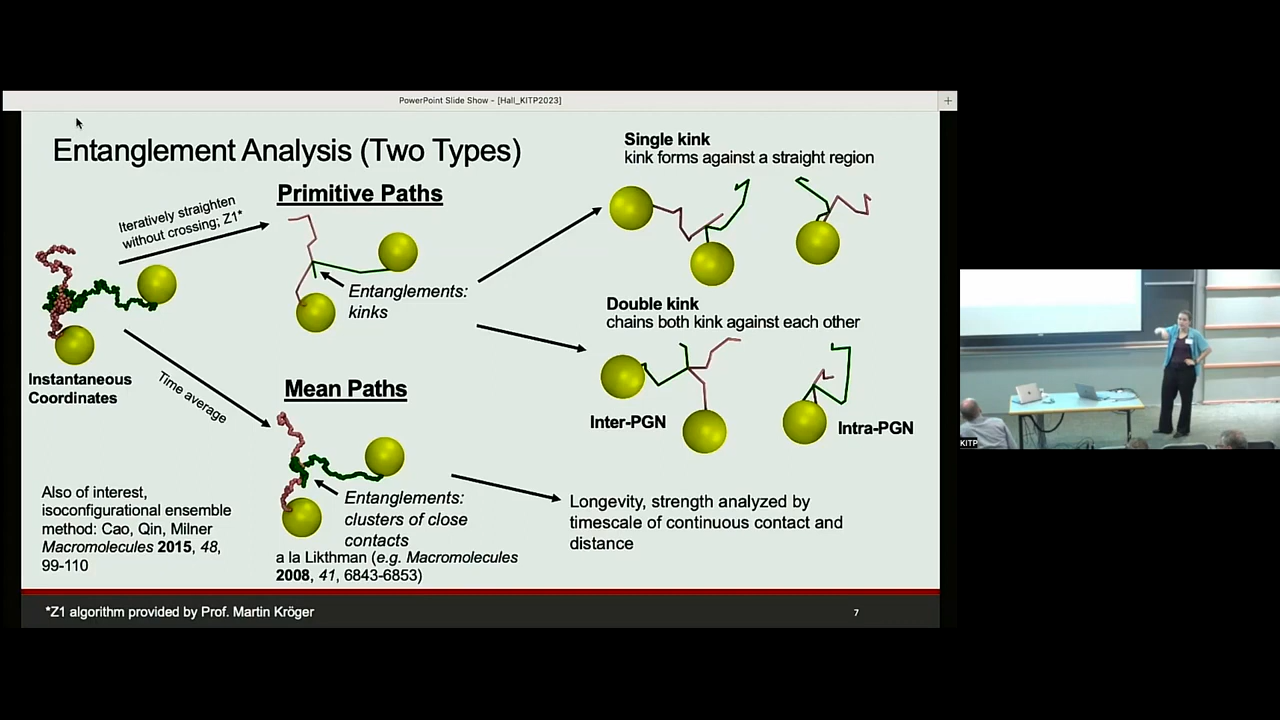 PowerPoint Slide Show - [Hall_KITP2023]
Entanglement Analysis (Two Types)
Iteratively straighten
without crossing; Z1*
Primitive Paths
Entanglements:
kinks
Single kink
kink forms against a straight region
Double kink
chains both kink against each other
Inter-PGN
Intra-PGN
Instantaneous
Coordinates
Time average
Mean Paths
Entanglements:
clusters of close
contacts
a la Likthman (e.g. Macromolecules
2008, 41, 6843-6853)
Longevity, strength analyzed by
timescale of continuous contact and
distance
Also of interest,
isoconfigurational ensemble
method: Cao, Qin, Milner
Macromolecules 2015, 48,
99-110
*Z1 algorithm provided by Prof. Martin Kröger
7
KITP